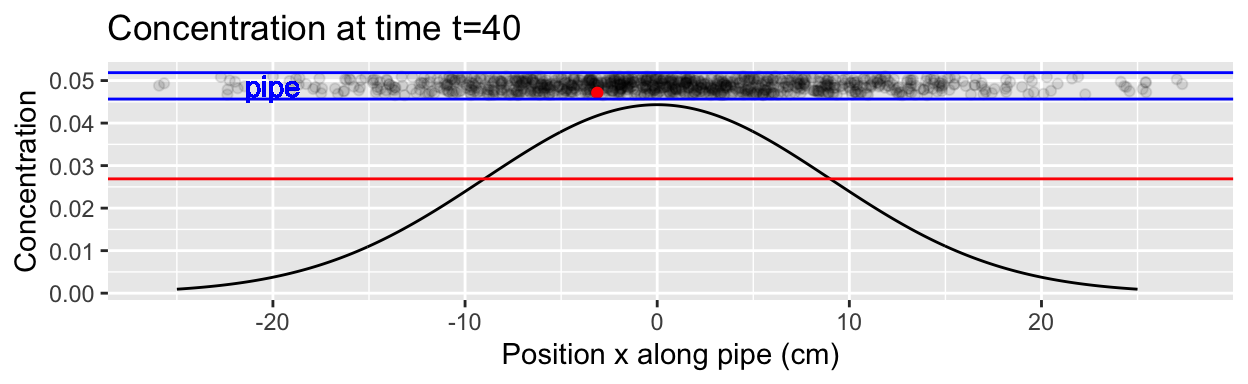 Concentration at time t=40
Concentration
0.05
0.04
0.03
0.02
0.01
0.00
pipe
-20
-10
0
10
20
Position x along pipe (cm)